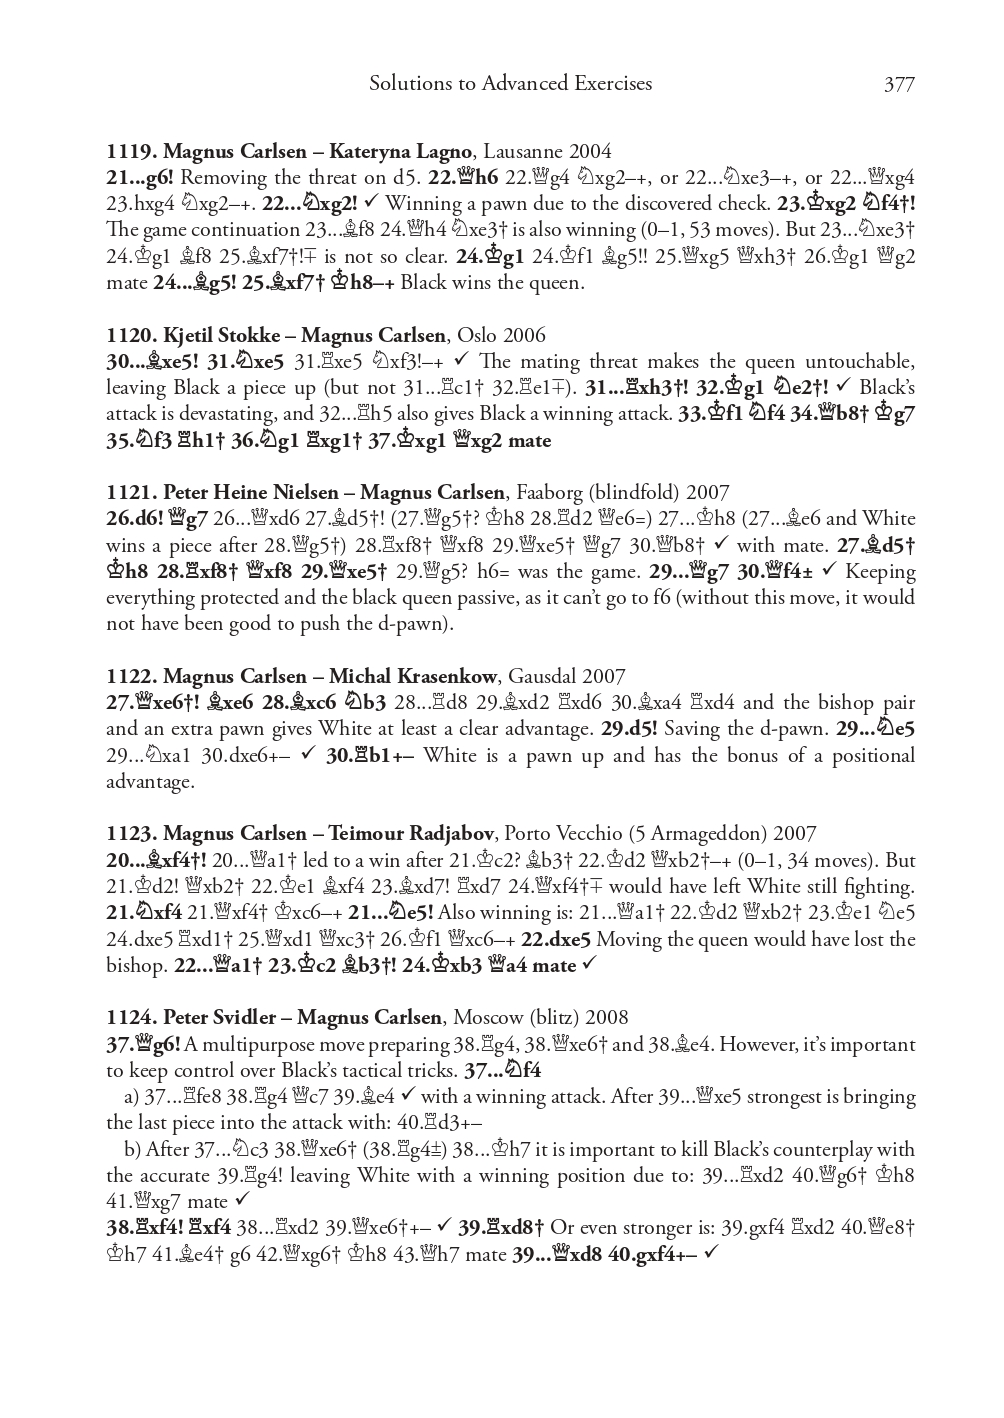 Solutions to Advanced Exercises 377
1119. Magnus Carlsen – Kateryna Lagno, Lausanne 2004
21...g6! Removing the threat on d5. 22.♕h6 22.♕g4 ♘xg2–+, or 22...♘xe3–+, or 22...♕xg4
23.hxg4 ♘xg2–+. 22...♘xg2! ✓ Winning a pawn due to the discovered check. 23.♔xg2 ♘f4†!
The game continuation 23...♗f8 24.♕h4 ♘xe3† is also winning (0–1, 53 moves). But 23...♘xe3†
24.♔g1 ♗f8 25.♗xf7†!∓ is not so clear. 24.♔g1 24.♔f1 ♗g5!! 25.♕xg5 ♕xh3† 26.♔g1 ♕g2
mate 24...♗g5! 25.♗xf7† ♔h8–+ Black wins the queen.
1120. Kjetil Stokke – Magnus Carlsen, Oslo 2006
30...♗xe5! 31.♘xe5 31.♖xe5 ♘xf3!–+ ✓ The mating threat makes the queen untouchable,
leaving Black a piece up (but not 31...♖c1† 32.♖e1∓). 31...♖xh3†! 32.♔g1 ♘e2†! ✓ Black’s
attack is devastating, and 32...♖h5 also gives Black a winning attack. 33.♔f1 ♘f4 34.♕b8† ♔g7
35.♘f3 ♖h1† 36.♘g1 ♖xg1† 37.♔xg1 ♕xg2 mate
1121. Peter Heine Nielsen – Magnus Carlsen, Faaborg (blindfold) 2007
26.d6! ♕g7 26...♕xd6 27.♗d5†! (27.♕g5†? ♔h8 28.♖d2 ♕e6=) 27...♔h8 (27...♗e6 and White
wins a piece after 28.♕g5†) 28.♖xf8† ♕xf8 29.♕xe5† ♕g7 30.♕b8† ✓ with mate. 27.♗d5†
♔h8 28.♖xf8† ♕xf8 29.♕xe5† 29.♕g5? h6= was the game. 29...♕g7 30.♕f4± ✓ Keeping
everything protected and the black queen passive, as it can’t go to f6 (without this move, it would
not have been good to push the d-pawn).
1122. Magnus Carlsen – Michal Krasenkow, Gausdal 2007
27.♕xe6†! ♗xe6 28.♗xc6 ♘b3 28...♖d8 29.♗xd2 ♖xd6 30.♗xa4 ♖xd4 and the bishop pair
and an extra pawn gives White at least a clear advantage. 29.d5! Saving the d-pawn. 29...♘e5
29...♘xa1 30.dxe6+– ✓ 30.♖b1+– White is a pawn up and has the bonus of a positional
advantage.
1123. Magnus Carlsen – Teimour Radjabov, Porto Vecchio (5 Armageddon) 2007
20...♗xf4†! 20...♕a1† led to a win after 21.♔c2? ♗b3† 22.♔d2 ♕xb2†–+ (0–1, 34 moves). But
21.♔d2! ♕xb2† 22.♔e1 ♗xf4 23.♗xd7! ♖xd7 24.♕xf4†∓ would have left White still fighting.
21.♘xf4 21.♕xf4† ♔xc6–+ 21...♘e5! Also winning is: 21...♕a1† 22.♔d2 ♕xb2† 23.♔e1 ♘e5
24.dxe5 ♖xd1† 25.♕xd1 ♕xc3† 26.♔f1 ♕xc6–+ 22.dxe5 Moving the queen would have lost the
bishop. 22...♕a1† 23.♔c2 ♗b3†! 24.♔xb3 ♕a4 mate ✓
1124. Peter Svidler – Magnus Carlsen, Moscow (blitz) 2008
37.♕g6! A multipurpose move preparing 38.♖g4, 38.♕xe6† and 38.♗e4. However, it’s important
to keep control over Black’s tactical tricks. 37...♘f4
a) 37...♖fe8 38.♖g4 ♕c7 39.♗e4 ✓ with a winning attack. After 39...♕xe5 strongest is bringing
the last piece into the attack with: 40.♖d3+–
b) After 37...♘c3 38.♕xe6† (38.♖g4±) 38...♔h7 it is important to kill Black’s counterplay with
the accurate 39.♖g4! leaving White with a winning position due to: 39...♖xd2 40.♕g6† ♔h8
41.♕xg7 mate ✓
38.♖xf4! ♖xf4 38...♖xd2 39.♕xe6†+– ✓ 39.♖xd8† Or even stronger is: 39.gxf4 ♖xd2 40.♕e8†
♔h7 41.♗e4† g6 42.♕xg6† ♔h8 43.♕h7 mate 39...♕xd8 40.gxf4+– ✓